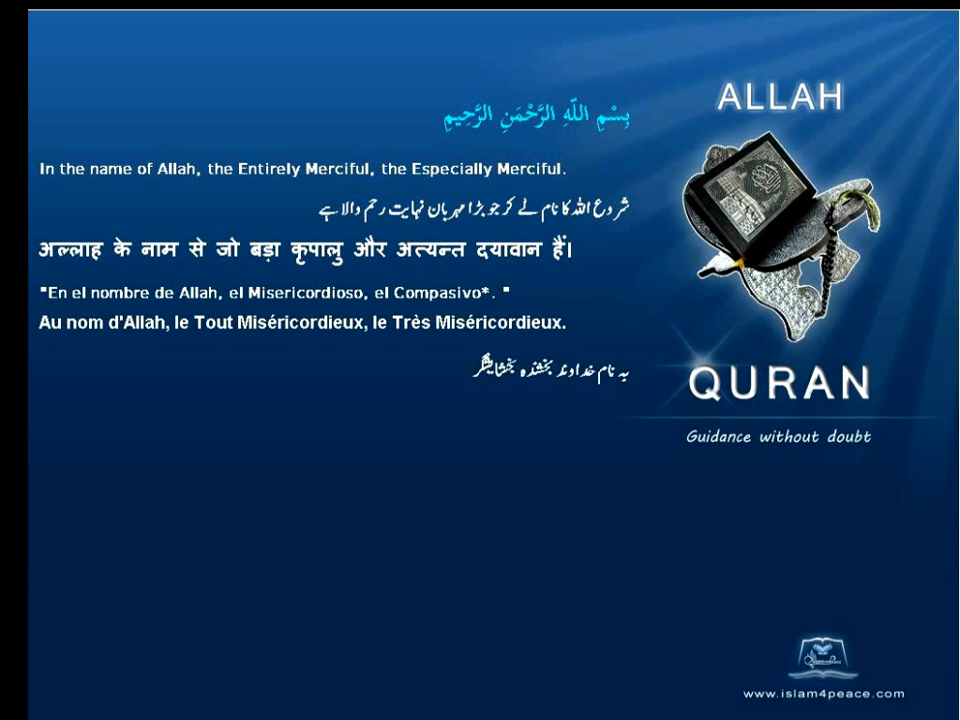 بِسْمِ اللّهِ الرَّحْمَنِ الرَّحِيمِ
In the name of Allah, the Entirely Merciful, the Especially Merciful.
شروع الله کا نام لے کر جو بڑا مہربان نہایت رحم والا ہے
अल्लाह के नाम से जो बड़ा कृपालु और अत्यन्त दयावान हैं।
"En el nombre de Allah, el Misericordioso, el Compasivo*. "
Au nom d'Allah, le Tout Miséricordieux, le Très Miséricordieux.
به نام خداوند بخشنده بخشایشگر
ALLAH
QURAN
Guidance without doubt
www.islam4peace.com